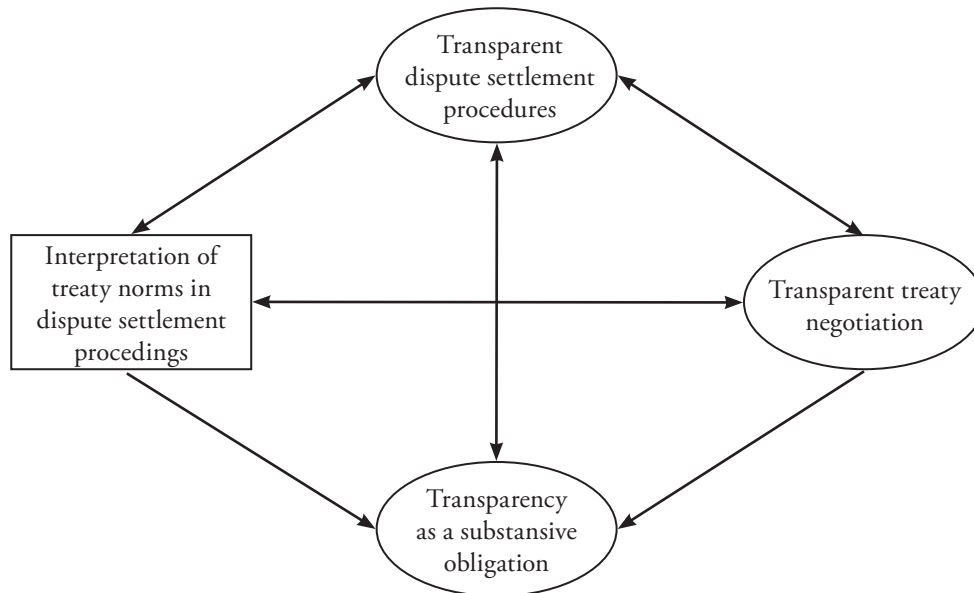 Transparent
dispute settlement
procedures
Interpretation of
treaty norms in
dispute settlement
procedings
Transparent treaty
negotiation
Transparency
as a substansive
obligation